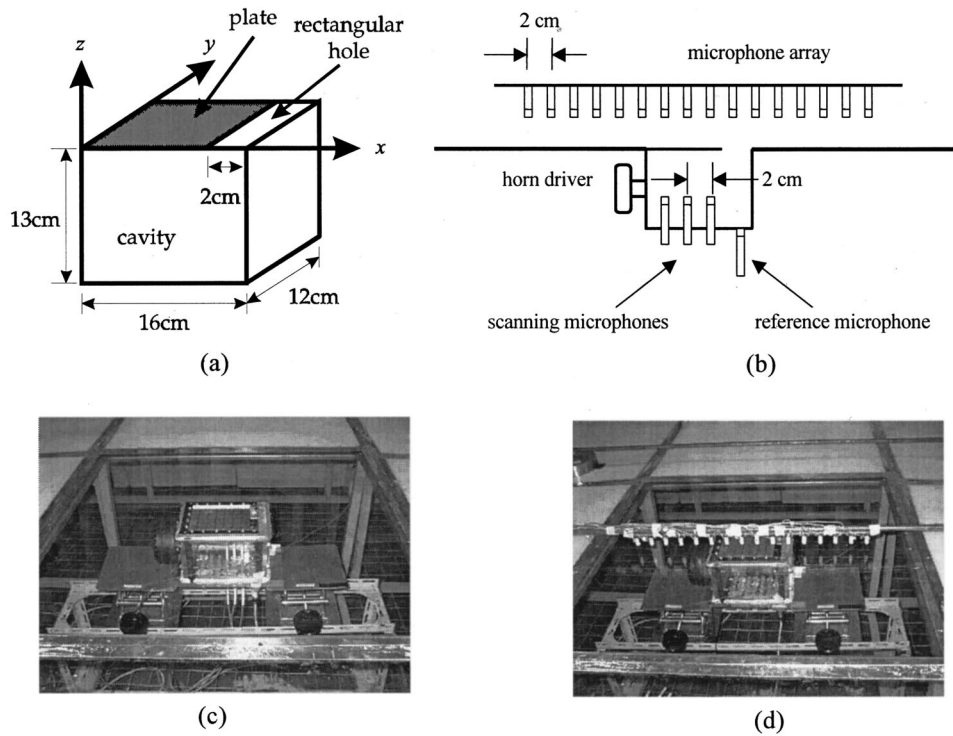 plate
rectangular
hole
z
y
x
2cm
13cm
cavity
12cm
16cm
(a)
2 cm
microphone array
horn driver
2 cm
scanning microphones
reference microphone
(b)
(c)
(d)